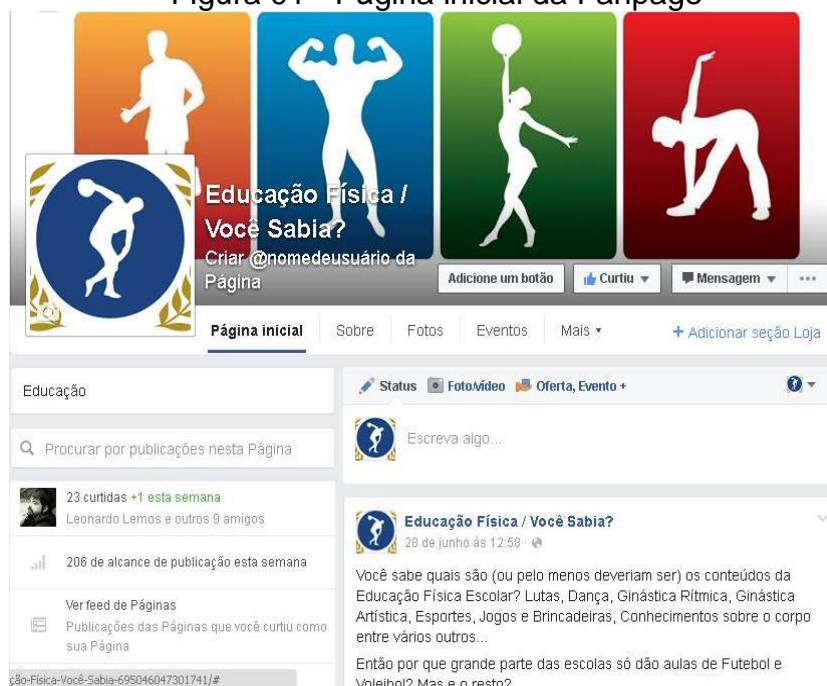 Figura 01 - Página inicial da Fanpage
Educação Física /
Você Sabia?
Criar @nomedeusuário da
Página
Adicione um botão
Curtiu
Mensagem
Página inicial
Sobre
Fotos
Eventos
Mais
+ Adicionar seção Loja
Educação
Procurar por publicações nesta Página
23 curtidas +1 esta semana
Leonardo Lemos e outros 9 amigos
206 de alcance de publicação esta semana
Ver feed de Páginas
Publicações das Páginas que você curtiu como
sua Página
ção-Física-Você-Sabia-695046047301741/#
Status
Foto/vídeo
Oferta, Evento +
Escreva algo...
Educação Física / Você Sabia?
28 de junho às 12:58 ·
Você sabe quais são (ou pelo menos deveriam ser) os conteúdos da
Educação Física Escolar? Lutas, Dança, Ginástica Rítmica, Ginástica
Artística, Esportes, Jogos e Brincadeiras, Conhecimentos sobre o corpo
entre vários outros...
Então por que grande parte das escolas só dão aulas de Futebol e
Voleibol? Mas e o resto?